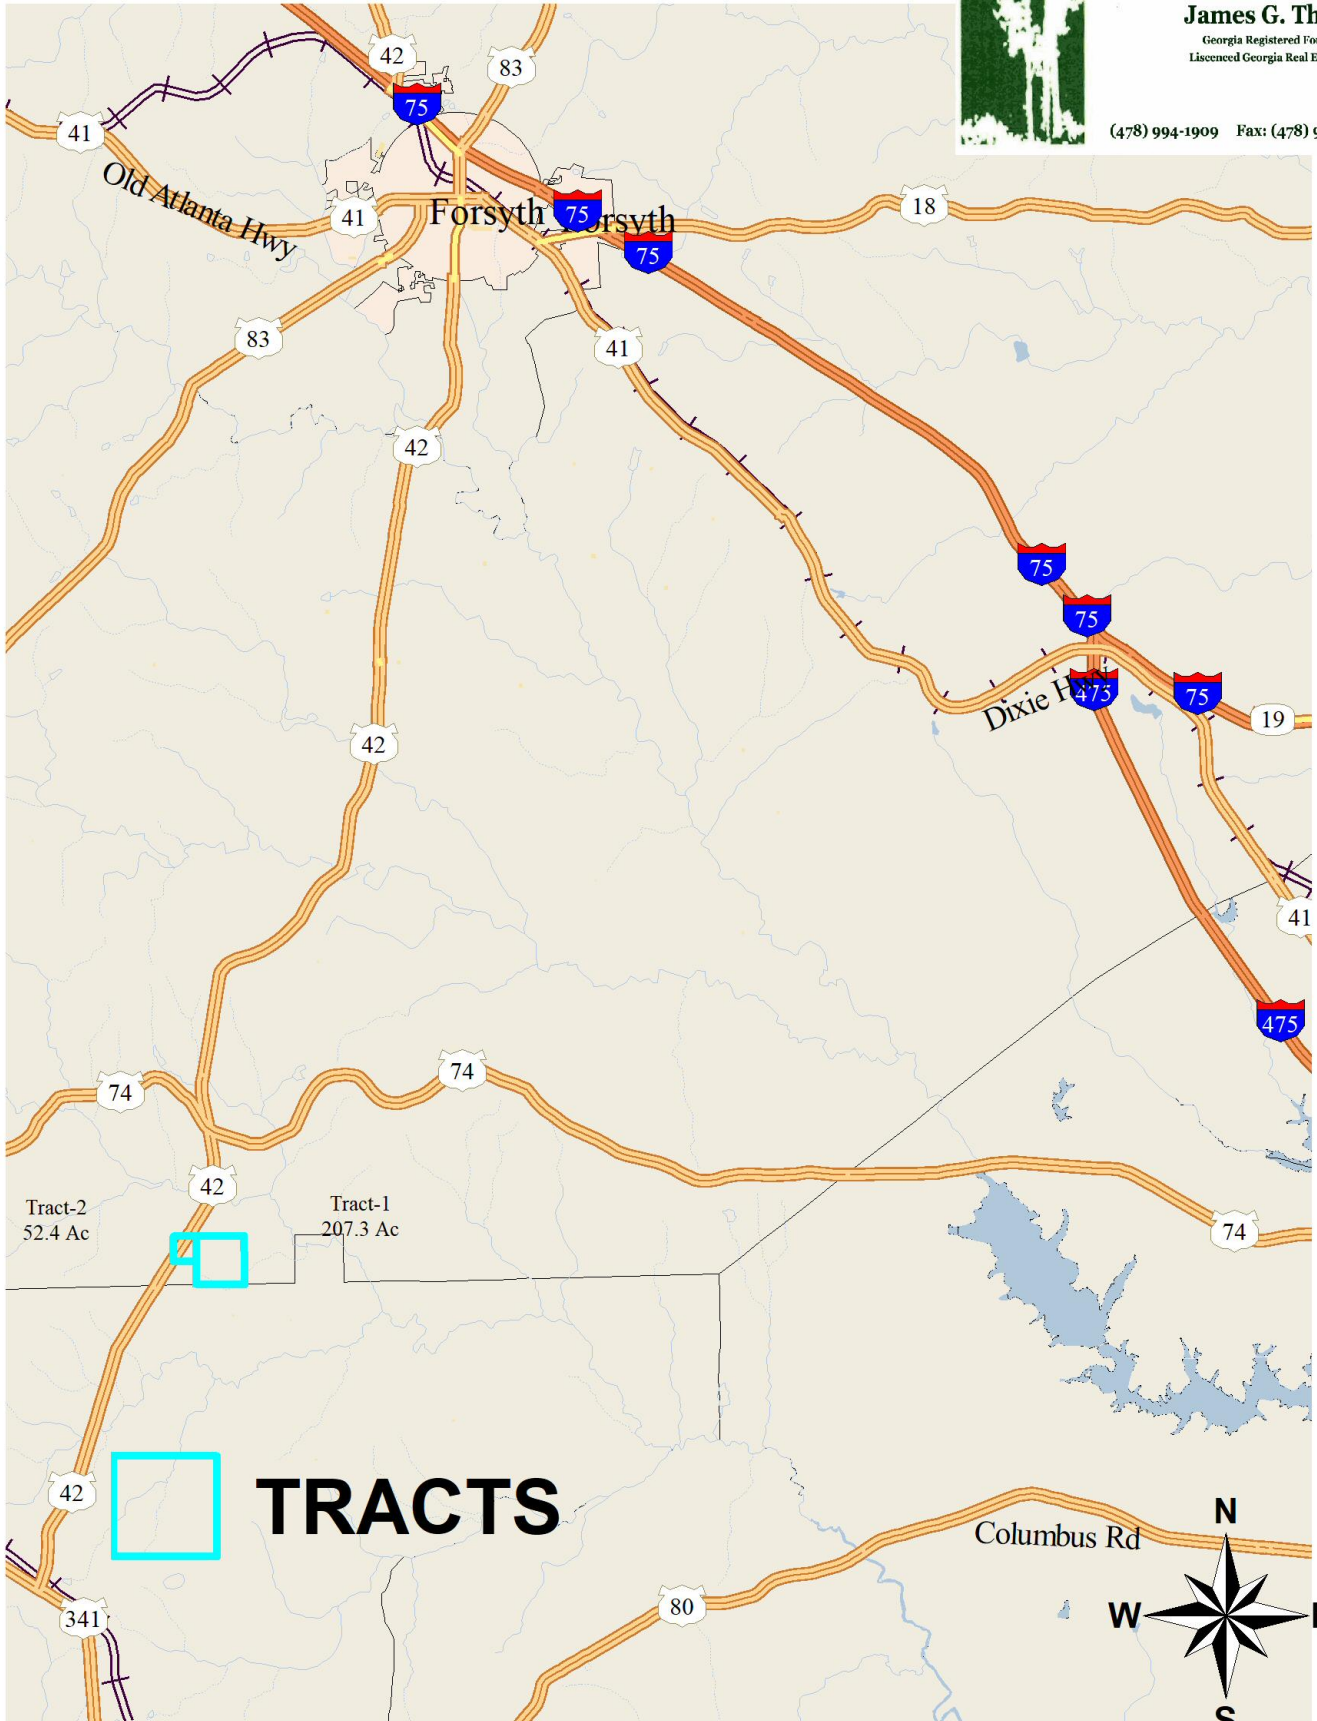 James G. Th
Georgia Registered Fo
Liscenced Georgia Real E
(478) 994-1909 Fax: (478) 9
42
83
75
41
Old Atlanta Hwy
41
Forsyth
75
Forsyth
18
75
83
41
42
75
75
Dixie Hwy
475
75
19
42
41
475
74
74
42
Tract-2
52.4 Ac
Tract-1
207.3 Ac
74
42
TRACTS
Columbus Rd
N
W
S
80
341